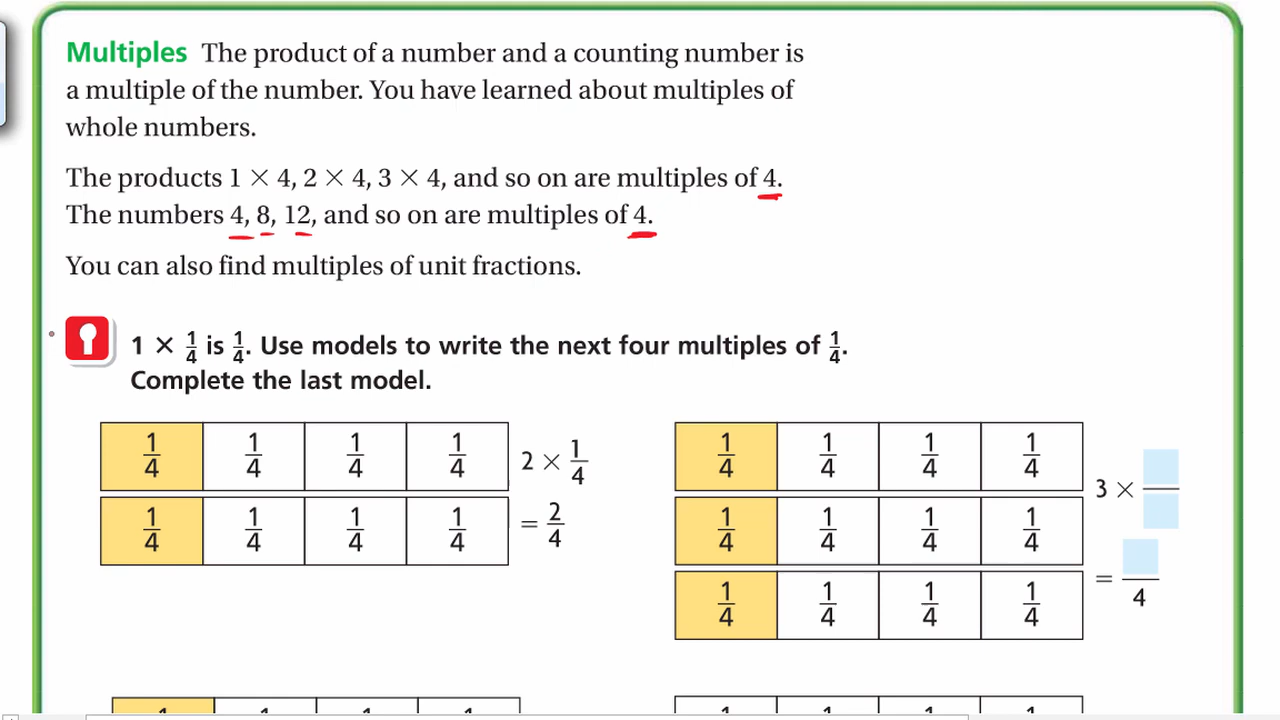 Multiples The product of a number and a counting number is
a multiple of the number. You have learned about multiples of
whole numbers.
The products 1 × 4, 2 × 4, 3 × 4, and so on are multiples of 4.
The numbers 4, 8, 12, and so on are multiples of 4.
You can also find multiples of unit fractions.
1 × 1/4 is 1/4. Use models to write the next four multiples of 1/4.
Complete the last model.
1/4 1/4 1/4 1/4
1/4 1/4 1/4 1/4
2 × 1/4
= 2/4
1/4 1/4 1/4 1/4
1/4 1/4 1/4 1/4
1/4 1/4 1/4 1/4
3 ×
= /4